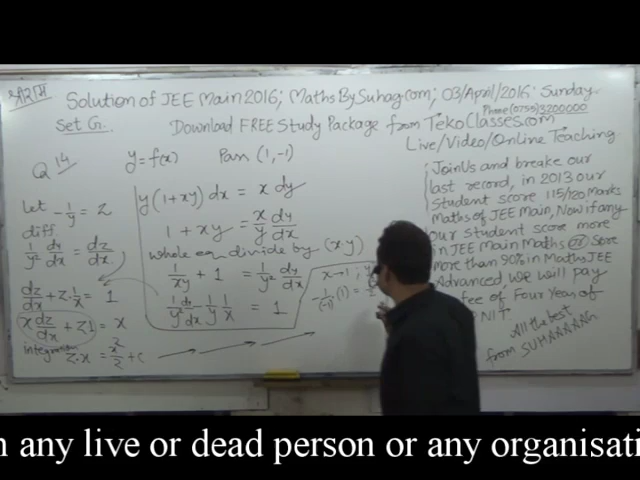 श्रीराम
Solution of JEE Main 2016; MathsBySuhag.com; 03/April/2016 Sunday
Phone (0755) 3200000
Set G.
Download FREE Study Package from TekoClasses.com
Live/Video/Online Teaching
Q 14
y = f(x) Pass (1, -1)
y(1+xy) dx = x dy
1 + xy = x/y dy/dx
whole eqn divide by (x·y)
1/xy + 1 = 1/y² dy/dx
1/y² dy/dx - 1/y 1/x = 1
Let -1/y = z
diff.
1/y² dy/dx = dz/dx
dz/dx + z·1/x = 1
x dz/dx + z·1 = x
integration
z·x = x²/2 + c
x → 1 ; y
-1/(-1) (1) =
Join Us and breake our
last record, in 2013 our
Student score 115/120 Marks
Maths of JEE Main, Now if any
our Student score more
in JEE Main Maths OR Score
more than 90% in Maths JEE
Advanced we will pay
fee of Four Year of
NIT
All the best
from SUHAAAAAG
n any live or dead person or any organisati